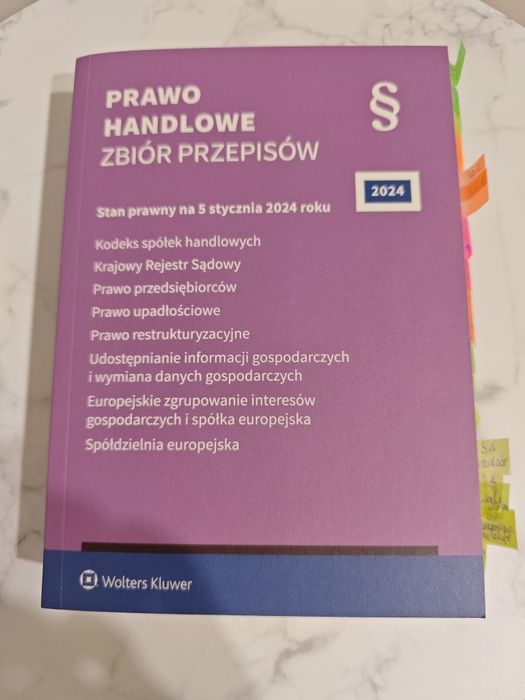 PRAWO
HANDLOWE
ZBIÓR PRZEPISÓW
§
2024
Stan prawny na 5 stycznia 2024 roku
Kodeks spółek handlowych
Krajowy Rejestr Sądowy
Prawo przedsiębiorców
Prawo upadłościowe
Prawo restrukturyzacyjne
Udostępnianie informacji gospodarczych
i wymiana danych gospodarczych
Europejskie zgrupowanie interesów
gospodarczych i spółka europejska
Spółdzielnia europejska
Wolters Kluwer
SA